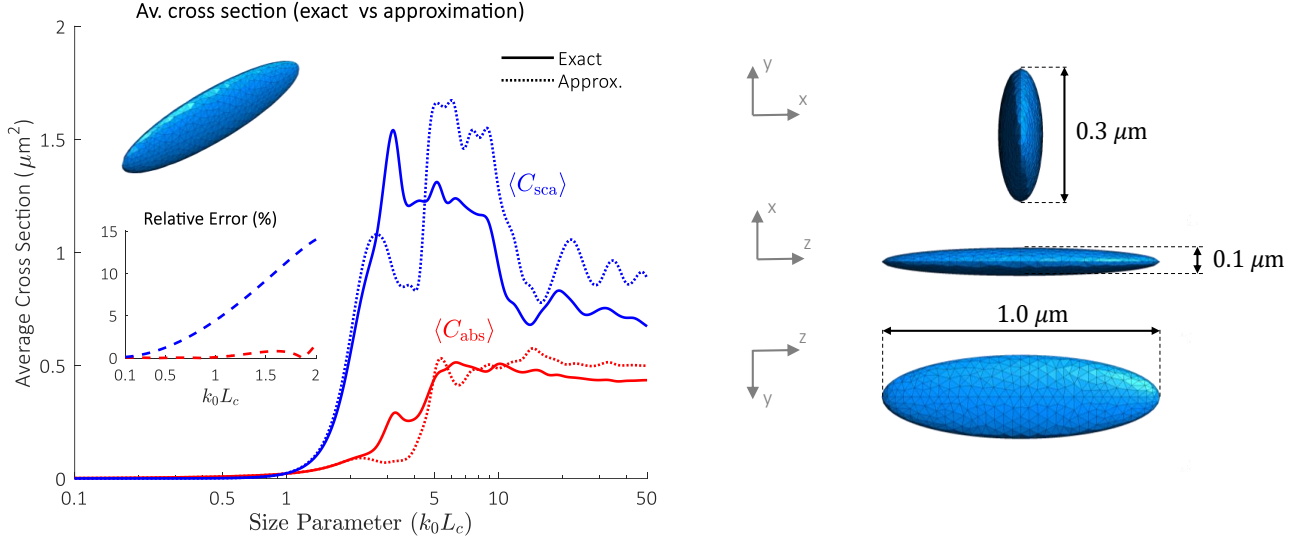 Av. cross section (exact vs approximation)
Average Cross Section (μm²)
2
1.5
1
0.5
0
0.1
0.5
1
5
10
50
Size Parameter (k₀L_c)
Exact
Approx.
⟨C_sca⟩
⟨C_abs⟩
Relative Error (%)
15
10
5
0
0.1
0.5
1
1.5
2
k₀L_c
y
x
0.3 μm
x
z
0.1 μm
z
y
1.0 μm